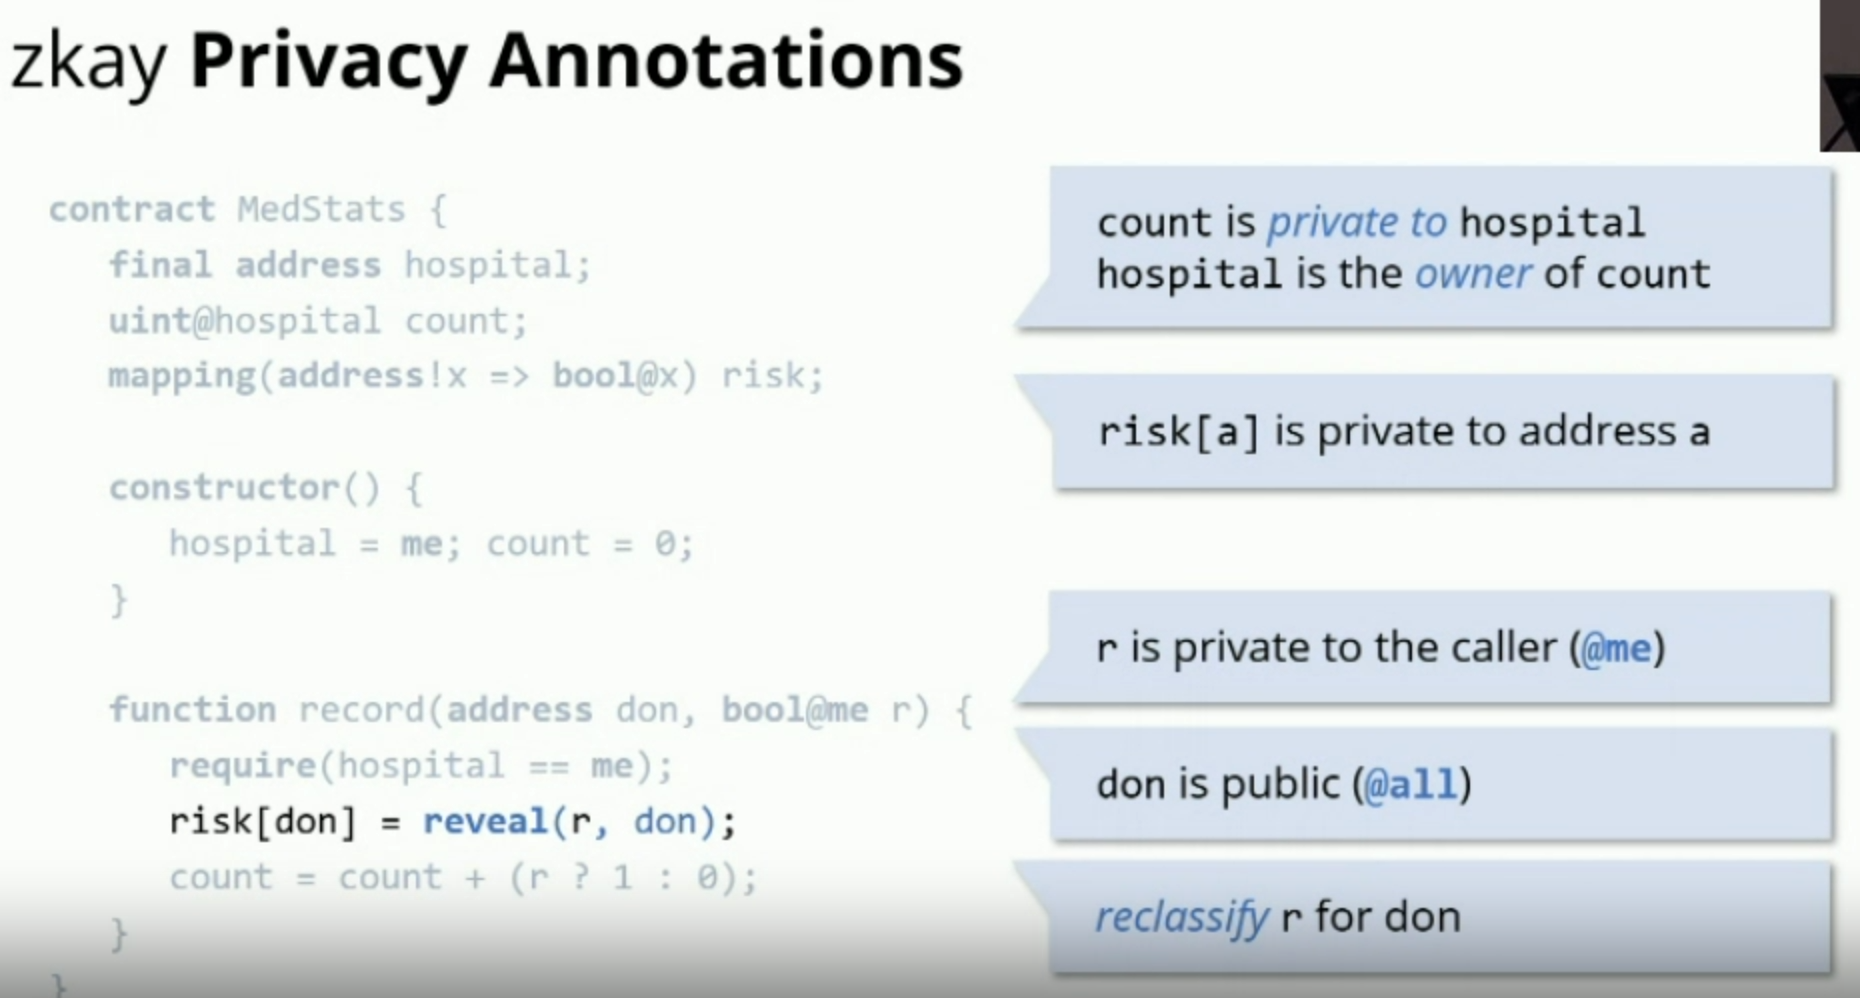 zkay Privacy Annotations
contract MedStats {
final address hospital;
uint@hospital count;
mapping(address!x => bool@x) risk;
constructor() {
hospital = me; count = 0;
}
function record(address don, bool@me r) {
require(hospital == me);
risk[don] = reveal(r, don);
count = count + (r ? 1 : 0);
}
}
count is private to hospital
hospital is the owner of count
risk[a] is private to address a
r is private to the caller (@me)
don is public (@all)
reclassify r for don